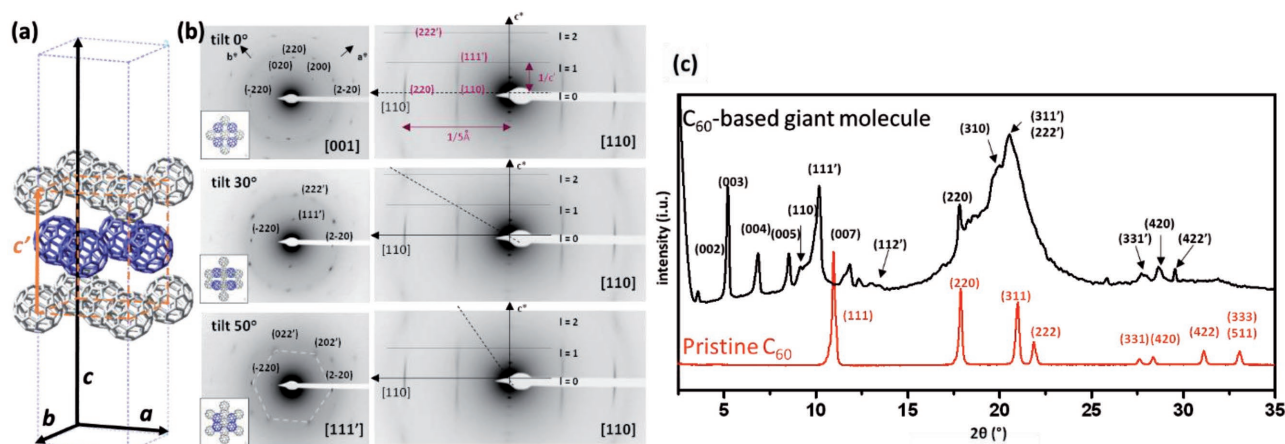 (a)
c'
c
b
a
(b)
tilt 0°
b*
a*
(220)
(020)
(200)
(-220)
(2-20)
[001]
c*
(222')
l = 2
(111')
l = 1
1/c'
(220)
(110)
l = 0
[110]
1/5Å
[110]
tilt 30°
(222')
(111')
(-220)
(2-20)
c*
l = 2
l = 1
l = 0
[110]
[110]
tilt 50°
(022')
(202')
(-220)
(2-20)
[111']
c*
l = 2
l = 1
l = 0
[110]
[110]
(c)
C60-based giant molecule
(311')
(222')
(310)
(111')
(003)
(220)
(004)
(110)
(005)
(002)
(007)
(112')
(420)
(331')
(422')
(111)
(220)
(311)
(222)
(331)
(420)
(422)
(333)
(511)
Pristine C60
intensity (i.u.)
5 10 15 20 25 30 35
2θ (°)